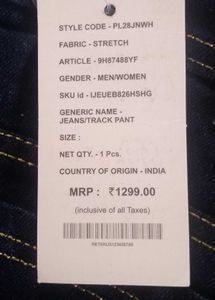 STYLE CODE - PL28JNWH
FABRIC - STRETCH
ARTICLE - 9H87488YF
GENDER - MEN/WOMEN
SKU id - IJEUEB826HSHG
GENERIC NAME -
JEANS/TRACK PANT
SIZE :
NET QTY. - 1 Pcs.
COUNTRY OF ORIGIN - INDIA
MRP : ₹1299.00
(inclusive of all Taxes)